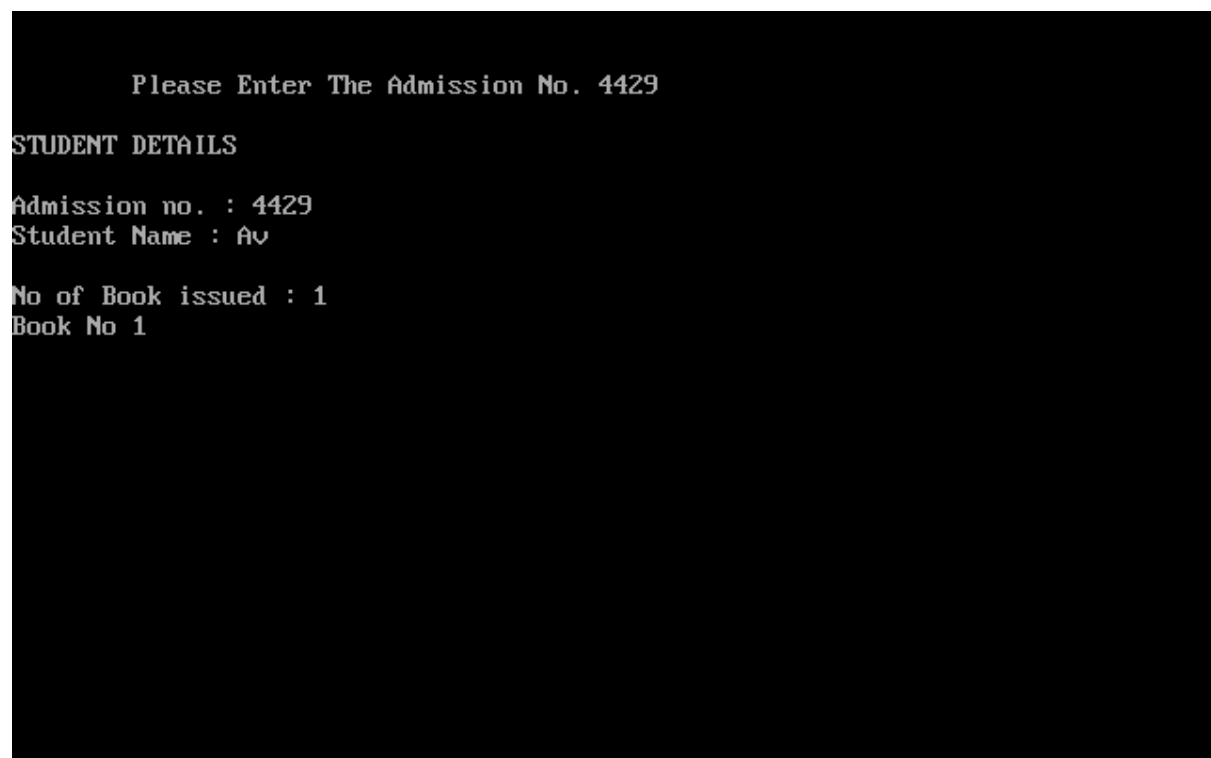 Please Enter The Admission No. 4429
STUDENT DETAILS
Admission no. : 4429
Student Name : Av
No of Book issued : 1
Book No 1